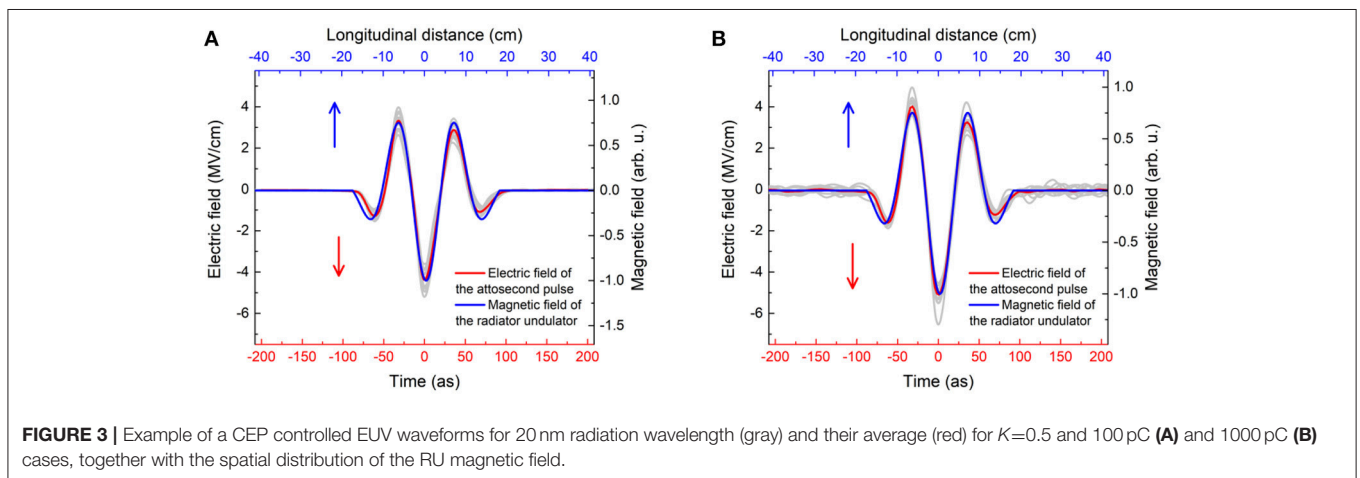 A
Longitudinal distance (cm)
-40 -30 -20 -10 0 10 20 30 40
Electric field (MV/cm)
4
2
0
-2
-4
-6
1.0
0.5
0.0
-0.5
-1.0
-1.5
Magnetic field (arb. u.)
Electric field of
the attosecond pulse
Magnetic field of
the radiator undulator
-200 -150 -100 -50 0 50 100 150 200
Time (as)
B
Longitudinal distance (cm)
-40 -30 -20 -10 0 10 20 30 40
Electric field (MV/cm)
4
2
0
-2
-4
-6
1.0
0.5
0.0
-0.5
-1.0
Magnetic field (arb. u.)
Electric field of
the attosecond pulse
Magnetic field of
the radiator undulator
-200 -150 -100 -50 0 50 100 150 200
Time (as)
FIGURE 3 | Example of a CEP controlled EUV waveforms for 20 nm radiation wavelength (gray) and their average (red) for K=0.5 and 100 pC (A) and 1000 pC (B)
cases, together with the spatial distribution of the RU magnetic field.